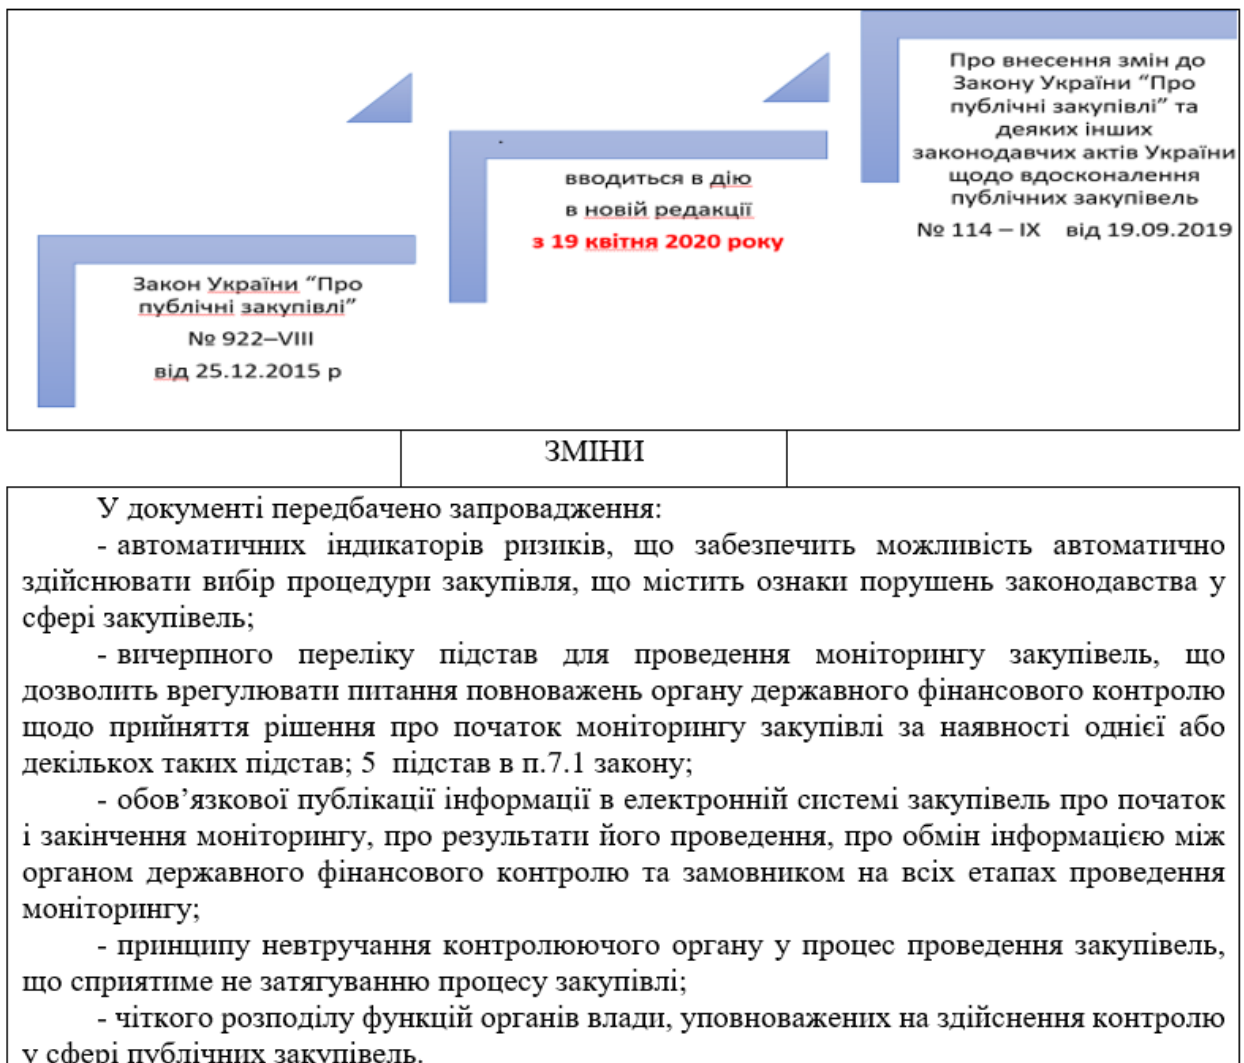 Закон України “Про
публічні закупівлі”
№ 922–VIII
від 25.12.2015 р
вводиться в дію
в новій редакції
з 19 квітня 2020 року
Про внесення змін до
Закону України “Про
публічні закупівлі” та
деяких інших
законодавчих актів України
щодо вдосконалення
публічних закупівель
№ 114 – IX від 19.09.2019
ЗМІНИ
У документі передбачено запровадження:
- автоматичних індикаторів ризиків, що забезпечить можливість автоматично
здійснювати вибір процедури закупівля, що містить ознаки порушень законодавства у
сфері закупівель;
- вичерпного переліку підстав для проведення моніторингу закупівель, що
дозволить врегулювати питання повноважень органу державного фінансового контролю
щодо прийняття рішення про початок моніторингу закупівлі за наявності однієї або
декількох таких підстав; 5 підстав в п.7.1 закону;
- обов’язкової публікації інформації в електронній системі закупівель про початок
і закінчення моніторингу, про результати його проведення, про обмін інформацією між
органом державного фінансового контролю та замовником на всіх етапах проведення
моніторингу;
- принципу невтручання контролюючого органу у процес проведення закупівель,
що сприятиме не затягуванню процесу закупівлі;
- чіткого розподілу функцій органів влади, уповноважених на здійснення контролю
у сфері публічних закупівель.